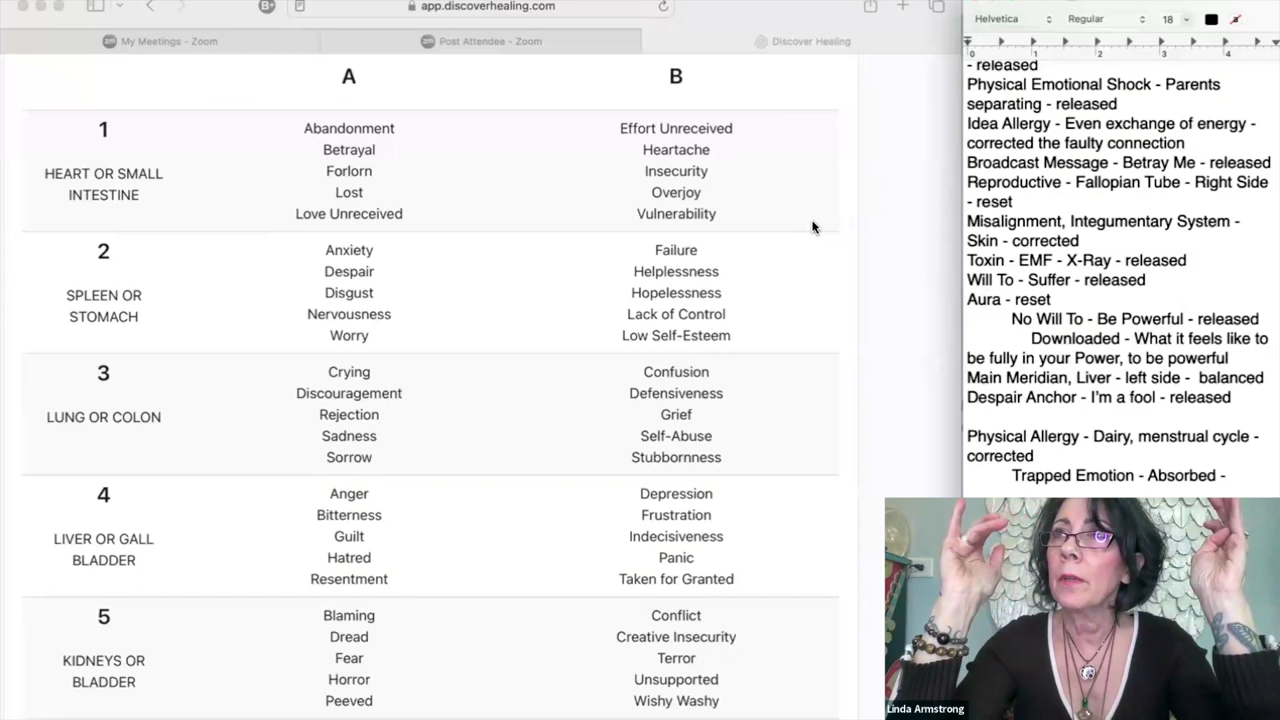 app.discoverhealing.com
My Meetings - Zoom
Post Attendee - Zoom
Discover Healing
A
B
1
HEART OR SMALL
INTESTINE
Abandonment
Betrayal
Forlorn
Lost
Love Unreceived
Effort Unreceived
Heartache
Insecurity
Overjoy
Vulnerability
2
SPLEEN OR
STOMACH
Anxiety
Despair
Disgust
Nervousness
Worry
Failure
Helplessness
Hopelessness
Lack of Control
Low Self-Esteem
3
LUNG OR COLON
Crying
Discouragement
Rejection
Sadness
Sorrow
Confusion
Defensiveness
Grief
Self-Abuse
Stubbornness
4
LIVER OR GALL
BLADDER
Anger
Bitterness
Guilt
Hatred
Resentment
Depression
Frustration
Indecisiveness
Panic
Taken for Granted
5
KIDNEYS OR
BLADDER
Blaming
Dread
Fear
Horror
Peeved
Conflict
Creative Insecurity
Terror
Unsupported
Wishy Washy
Helvetica
Regular
18
a
0 1 2 3 4
- released
Physical Emotional Shock - Parents
separating - released
Idea Allergy - Even exchange of energy -
corrected the faulty connection
Broadcast Message - Betray Me - released
Reproductive - Fallopian Tube - Right Side
- reset
Misalignment, Integumentary System -
Skin - corrected
Toxin - EMF - X-Ray - released
Will To - Suffer - released
Aura - reset
No Will To - Be Powerful - released
Downloaded - What it feels like to
be fully in your Power, to be powerful
Main Meridian, Liver - left side - balanced
Despair Anchor - I'm a fool - released
Physical Allergy - Dairy, menstrual cycle -
corrected
Trapped Emotion - Absorbed -
Linda Armstrong